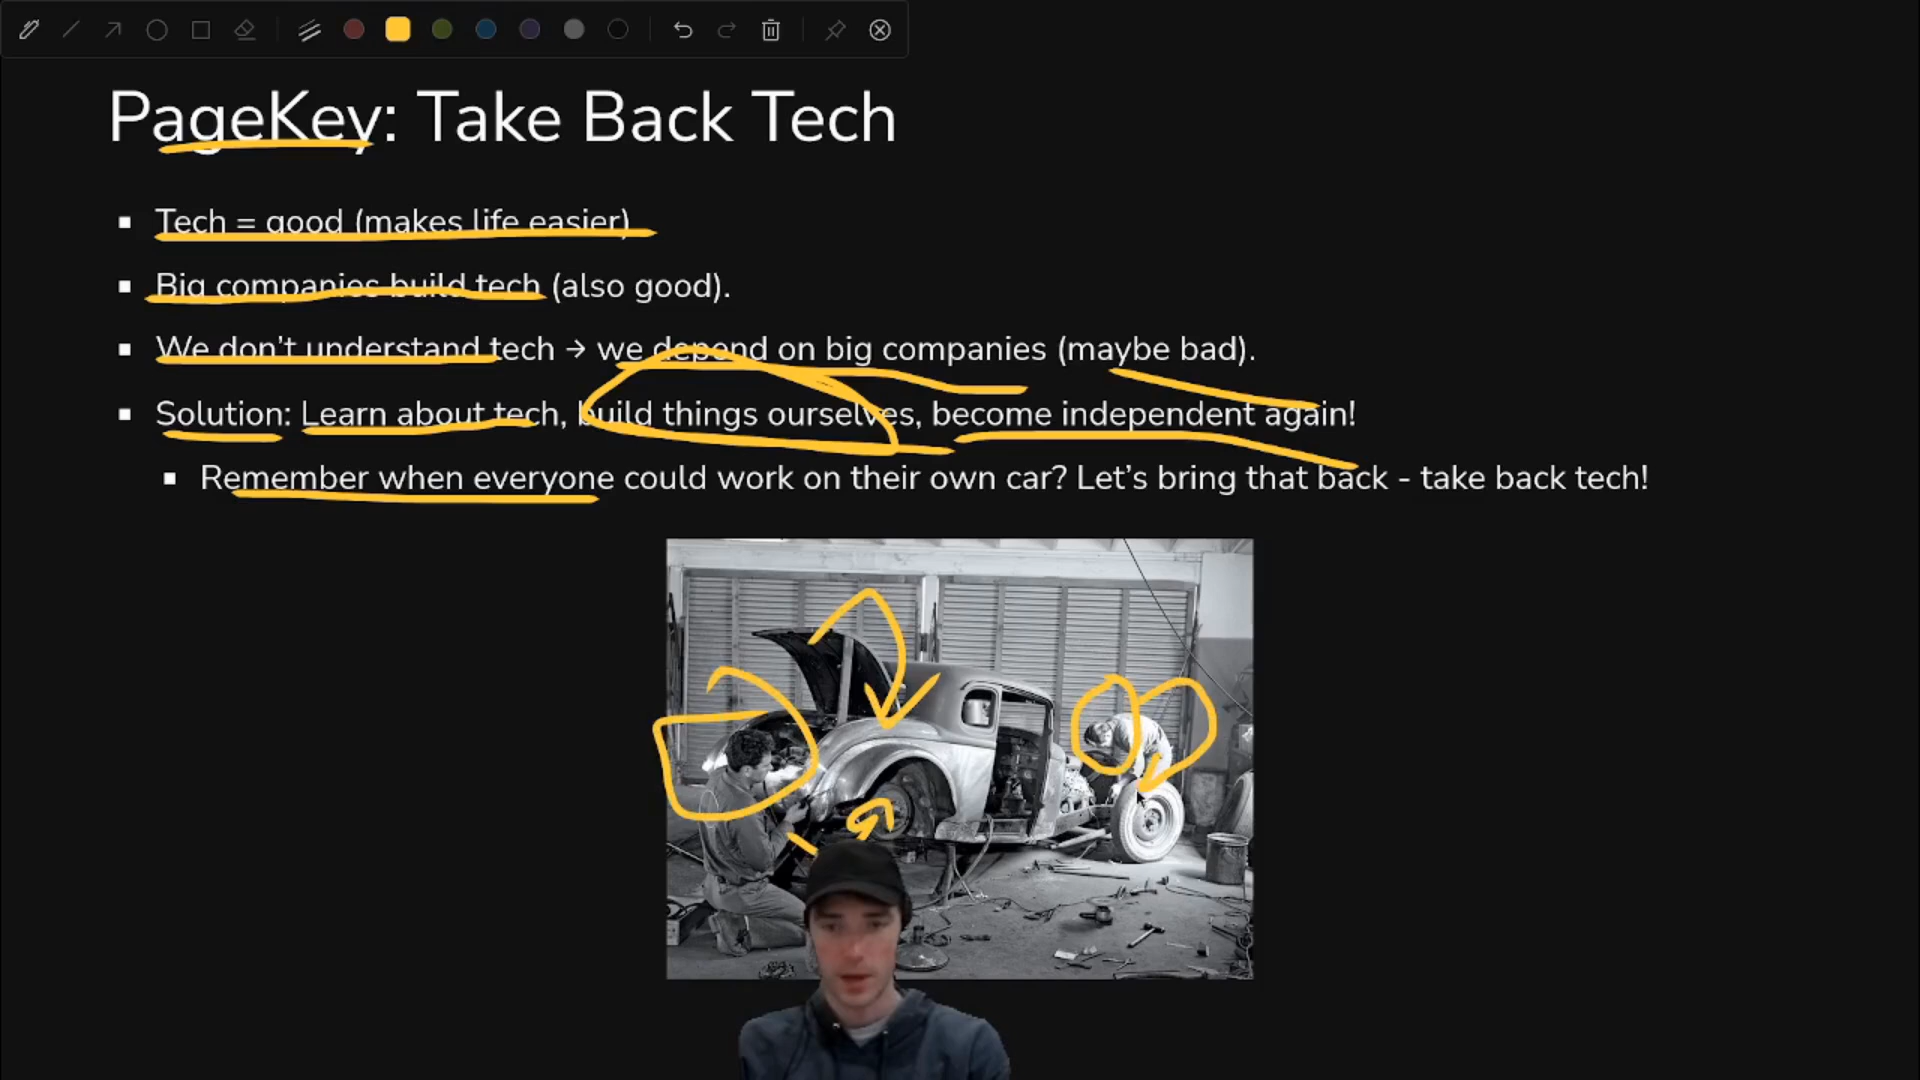 PageKey: Take Back Tech
Tech = good (makes life easier)
Big companies build tech (also good).
We don't understand tech → we depend on big companies (maybe bad).
Solution: Learn about tech, build things ourselves, become independent again!
Remember when everyone could work on their own car? Let's bring that back - take back tech!